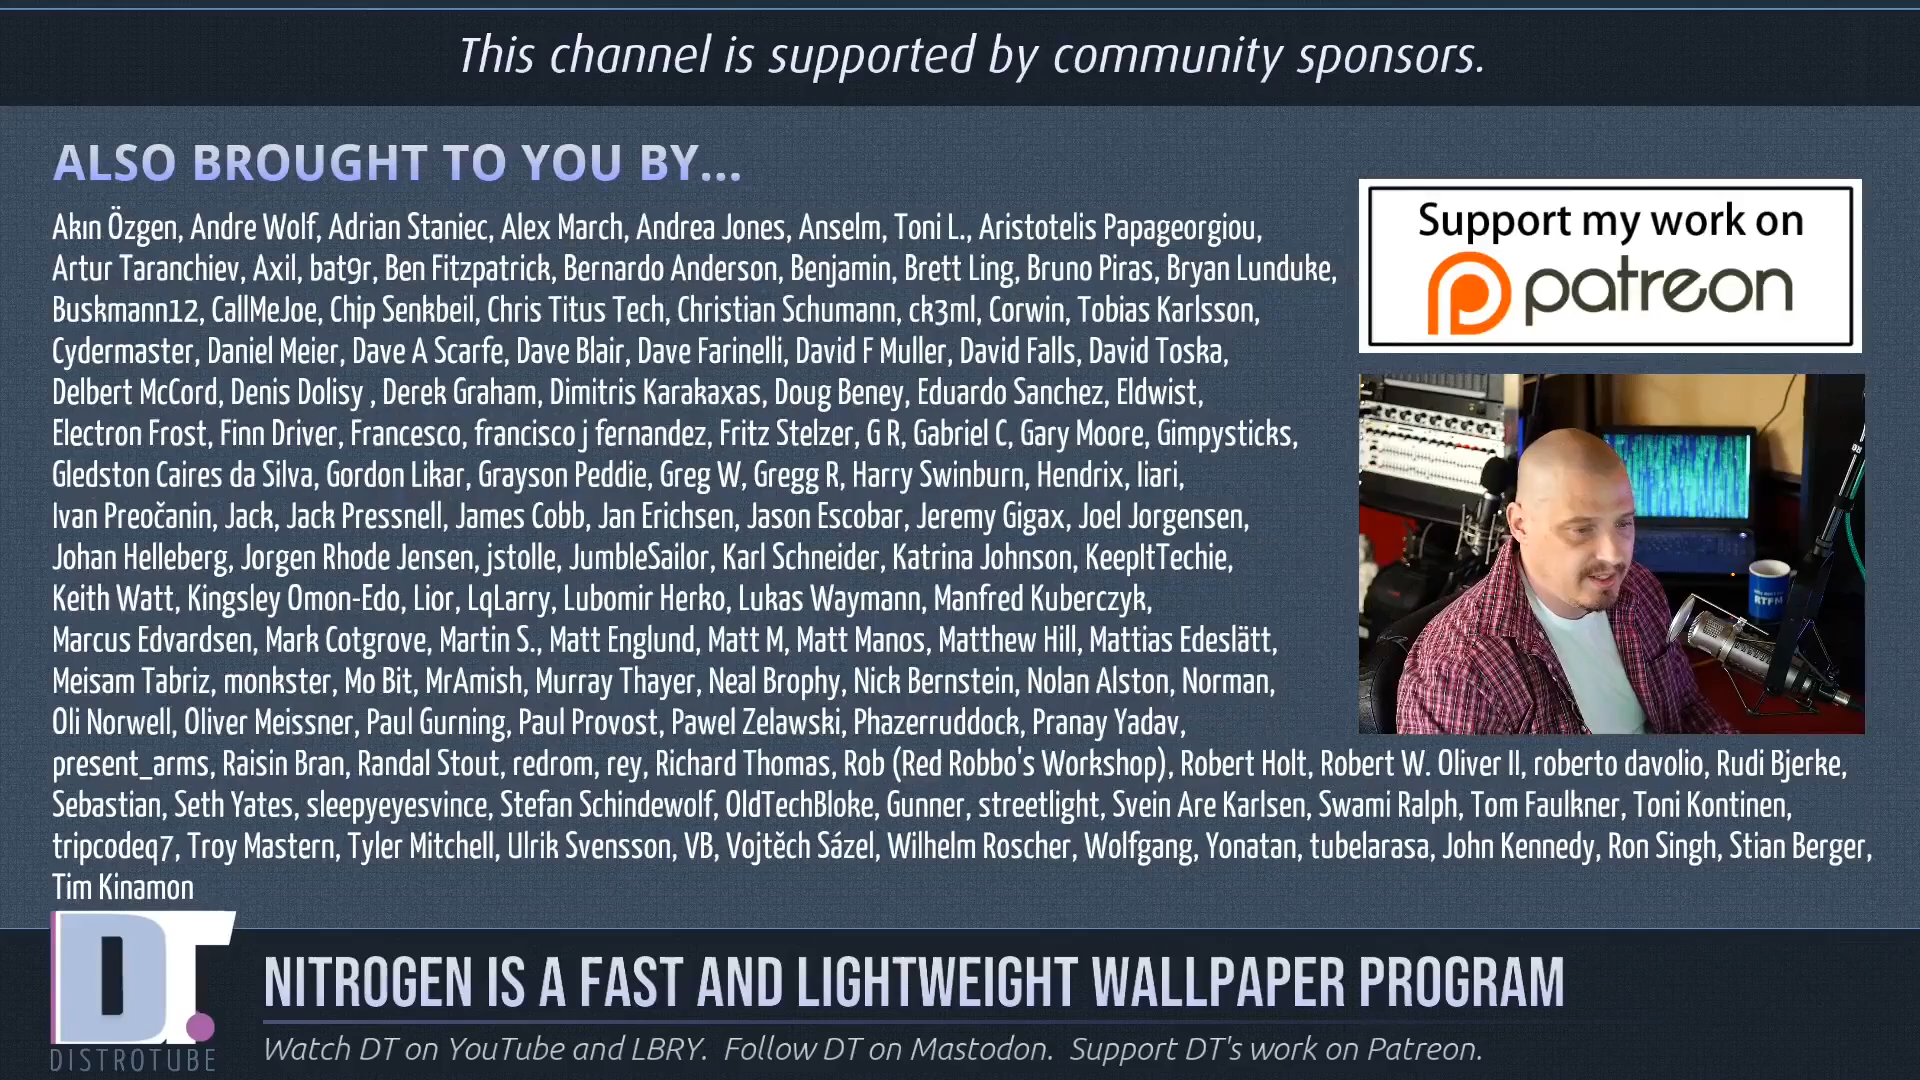 This channel is supported by community sponsors.
ALSO BROUGHT TO YOU BY...
Akın Özgen, Andre Wolf, Adrian Staniec, Alex March, Andrea Jones, Anselm, Toni L., Aristotelis Papageorgiou,
Artur Taranchiev, Axil, bat9r, Ben Fitzpatrick, Bernardo Anderson, Benjamin, Brett Ling, Bruno Piras, Bryan Lunduke,
Buskmann12, CallMeJoe, Chip Senkbeil, Chris Titus Tech, Christian Schumann, ck3ml, Corwin, Tobias Karlsson,
Cydermaster, Daniel Meier, Dave A Scarfe, Dave Blair, Dave Farinelli, David F Muller, David Falls, David Toska,
Delbert McCord, Denis Dolisy , Derek Graham, Dimitris Karakaxas, Doug Beney, Eduardo Sanchez, Eldwist,
Electron Frost, Finn Driver, Francesco, francisco j fernandez, Fritz Stelzer, G R, Gabriel C, Gary Moore, Gimpysticks,
Gledston Caires da Silva, Gordon Likar, Grayson Peddie, Greg W, Gregg R, Harry Swinburn, Hendrix, Iiari,
Ivan Preočanin, Jack, Jack Pressnell, James Cobb, Jan Erichsen, Jason Escobar, Jeremy Gigax, Joel Jorgensen,
Johan Helleberg, Jorgen Rhode Jensen, jstolle, JumbleSailor, Karl Schneider, Katrina Johnson, KeepItTechie,
Keith Watt, Kingsley Omon-Edo, Lior, LqLarry, Lubomir Herko, Lukas Waymann, Manfred Kuberczyk,
Marcus Edvardsen, Mark Cotgrove, Martin S., Matt Englund, Matt M, Matt Manos, Matthew Hill, Mattias Edeslätt,
Meisam Tabriz, monkster, Mo Bit, MrAmish, Murray Thayer, Neal Brophy, Nick Bernstein, Nolan Alston, Norman,
Oli Norwell, Oliver Meissner, Paul Gurning, Paul Provost, Pawel Zelawski, Phazerruddock, Pranay Yadav,
present_arms, Raisin Bran, Randal Stout, redrom, rey, Richard Thomas, Rob (Red Robbo's Workshop), Robert Holt, Robert W. Oliver II, roberto davolio, Rudi Bjerke,
Sebastian, Seth Yates, sleepyeyesvince, Stefan Schindewolf, OldTechBloke, Gunner, streetlight, Svein Are Karlsen, Swami Ralph, Tom Faulkner, Toni Kontinen,
tripcodeq7, Troy Mastern, Tyler Mitchell, Ulrik Svensson, VB, Vojtěch Sázel, Wilhelm Roscher, Wolfgang, Yonatan, tubelarasa, John Kennedy, Ron Singh, Stian Berger,
Tim Kinamon
Support my work on
patreon
RTFM
DT
DISTROTUBE
NITROGEN IS A FAST AND LIGHTWEIGHT WALLPAPER PROGRAM
Watch DT on YouTube and LBRY. Follow DT on Mastodon. Support DT's work on Patreon.